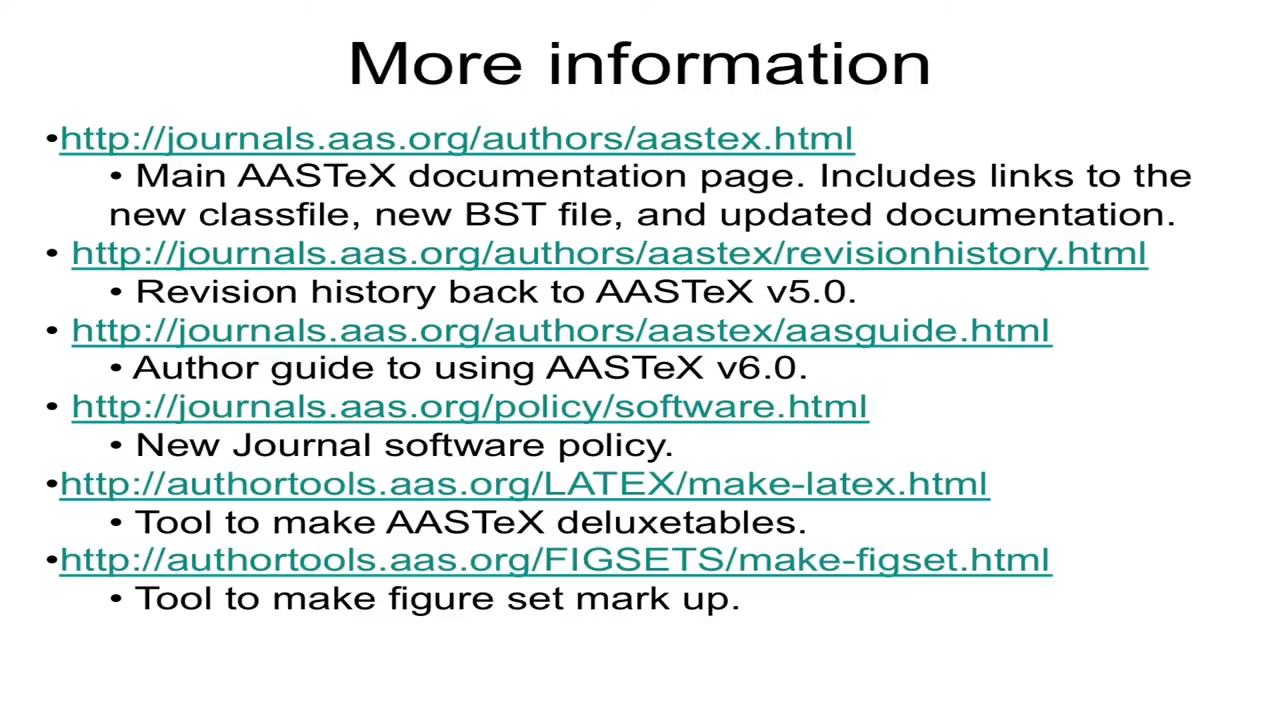 More information
•http://journals.aas.org/authors/aastex.html
• Main AASTeX documentation page. Includes links to the
new classfile, new BST file, and updated documentation.
• http://journals.aas.org/authors/aastex/revisionhistory.html
• Revision history back to AASTeX v5.0.
• http://journals.aas.org/authors/aastex/aasguide.html
• Author guide to using AASTeX v6.0.
• http://journals.aas.org/policy/software.html
• New Journal software policy.
•http://authortools.aas.org/LATEX/make-latex.html
• Tool to make AASTeX deluxetables.
•http://authortools.aas.org/FIGSETS/make-figset.html
• Tool to make figure set mark up.